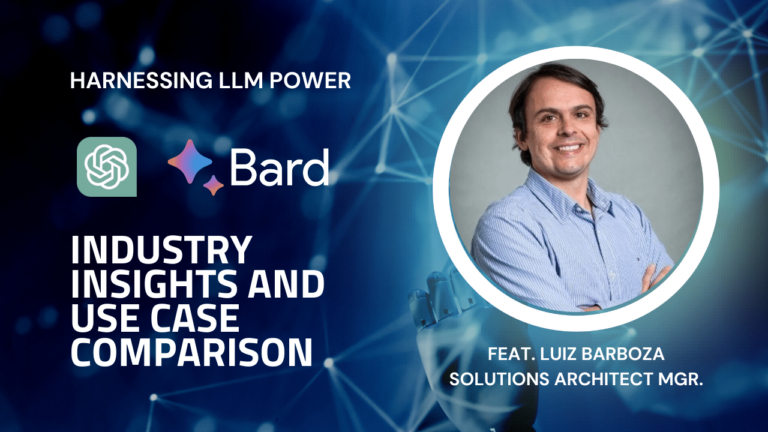 HARNESSING LLM POWER
Bard
INDUSTRY
INSIGHTS AND
USE CASE
COMPARISON
FEAT. LUIZ BARBOZA
SOLUTIONS ARCHITECT MGR.